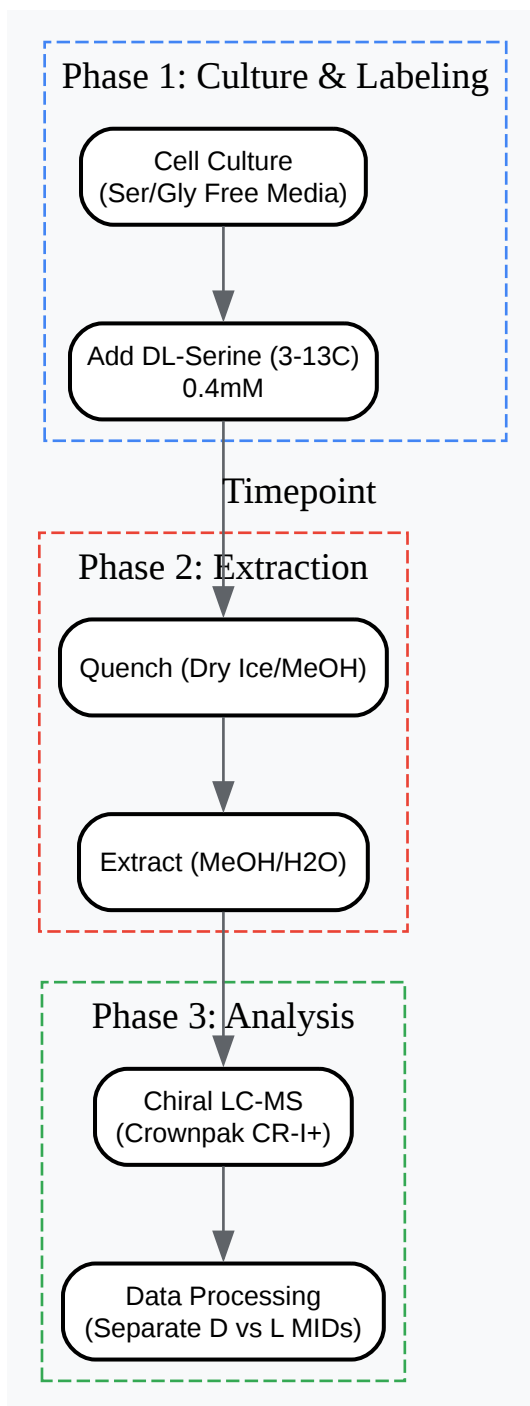 Phase 1: Culture & Labeling
Cell Culture
(Ser/Gly Free Media)
Add DL-Serine (3-13C)
0.4mM
Timepoint
Phase 2: Extraction
Quench (Dry Ice/MeOH)
Extract (MeOH/H2O)
Phase 3: Analysis
Chiral LC-MS
(Crownpak CR-I+)
Data Processing
(Separate D vs L MIDs)